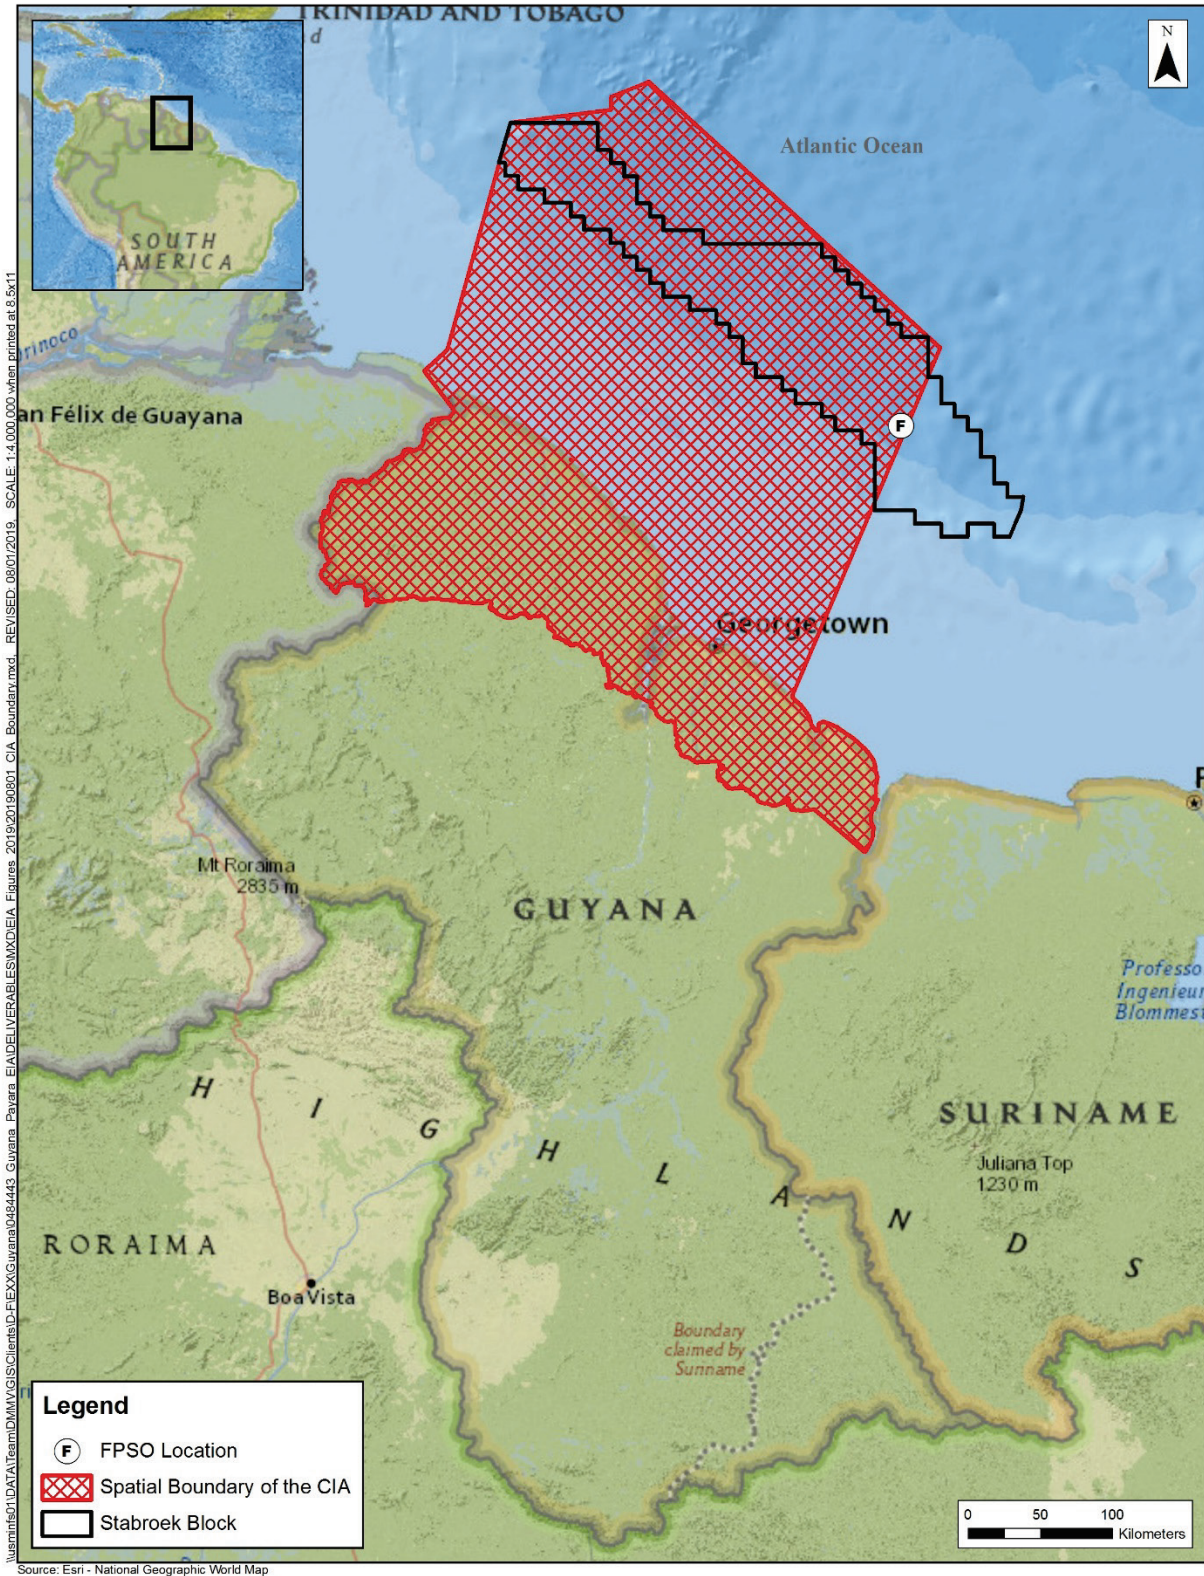 TRINIDAD AND TOBAGO
d
N
Atlantic Ocean
SOUTH
AMERICA
rinoco
an Félix de Guayana
F
Georgetown
P
Mt Roraima
2835 m
GUYANA
Professo
Ingenieur
Blommest
HIGHLANDS
SURINAME
Juliana Top
1230 m
RORAIMA
Boa Vista
Boundary
claimed by
Suriname
ri
Legend
F FPSO Location
Spatial Boundary of the CIA
Stabroek Block
0 50 100
Kilometers
Source: Esri - National Geographic World Map
\\usminfs01\DATA\Team\DMMV\GIS\Clients\D-F\EXX\Guyana\0484443 Guyana Payara EIA\DELIVERABLES\MXD\EIA Figures 2019\20190801 CIA Boundary.mxd, REVISED: 08/01/2019, SCALE: 1:4,000,000 when printed at 8.5x11